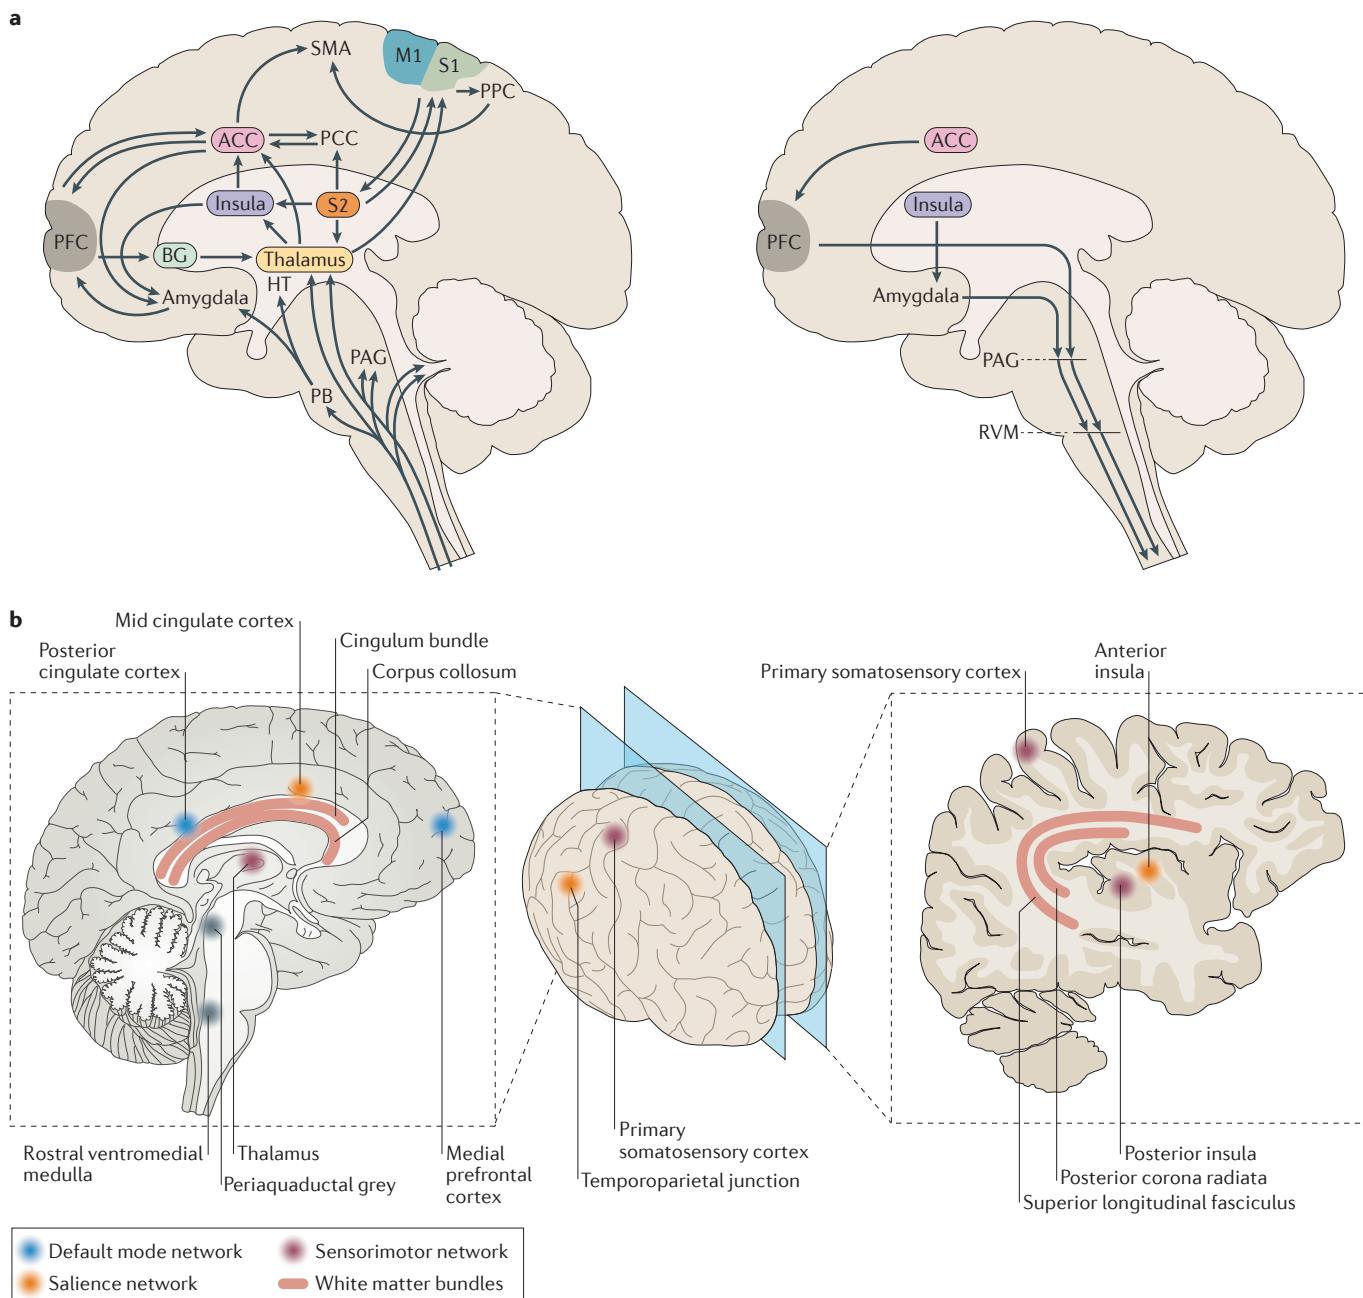 a
SMA
M1
S1
PPC
ACC
PCC
Insula
S2
PFC
BG
Thalamus
HT
Amygdala
PAG
PB
ACC
Insula
PFC
Amygdala
PAG
RVM
b
Mid cingulate cortex
Posterior
cingulate cortex
Cingulum bundle
Corpus collosum
Primary somatosensory cortex
Anterior
insula
Rostral ventromedial
medulla
Thalamus
Periaquaductal grey
Medial
prefrontal
cortex
Primary
somatosensory cortex
Temporoparietal junction
Posterior insula
Posterior corona radiata
Superior longitudinal fasciculus
Default mode network
Sensorimotor network
Salience network
White matter bundles